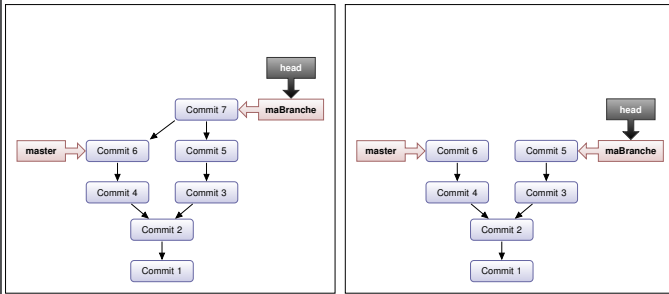 head
Commit 7
maBranche
master
Commit 6
Commit 5
Commit 4
Commit 3
Commit 2
Commit 1
head
master
Commit 6
Commit 5
maBranche
Commit 4
Commit 3
Commit 2
Commit 1